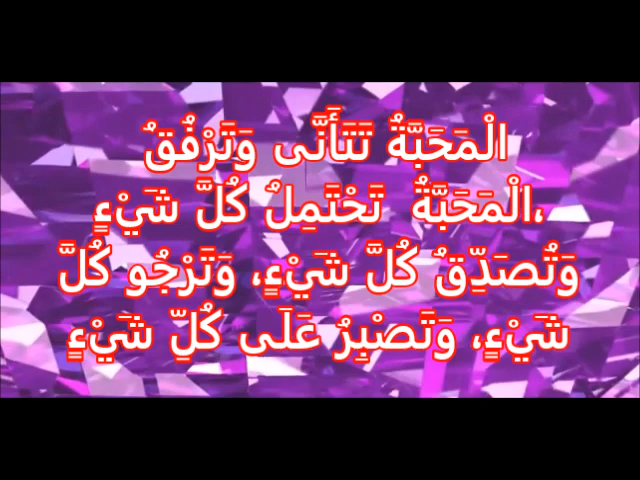 الْمَحَبَّةُ تَتَأَنَّى وَتَرْفُقُ
،الْمَحَبَّةُ  تَحْتَمِلُ كُلَّ شَيْءٍ
وَتُصَدِّقُ كُلَّ شَيْءٍ، وَتَرْجُو كُلَّ
شَيْءٍ، وَتَصْبِرُ عَلَى كُلِّ شَيْءٍ